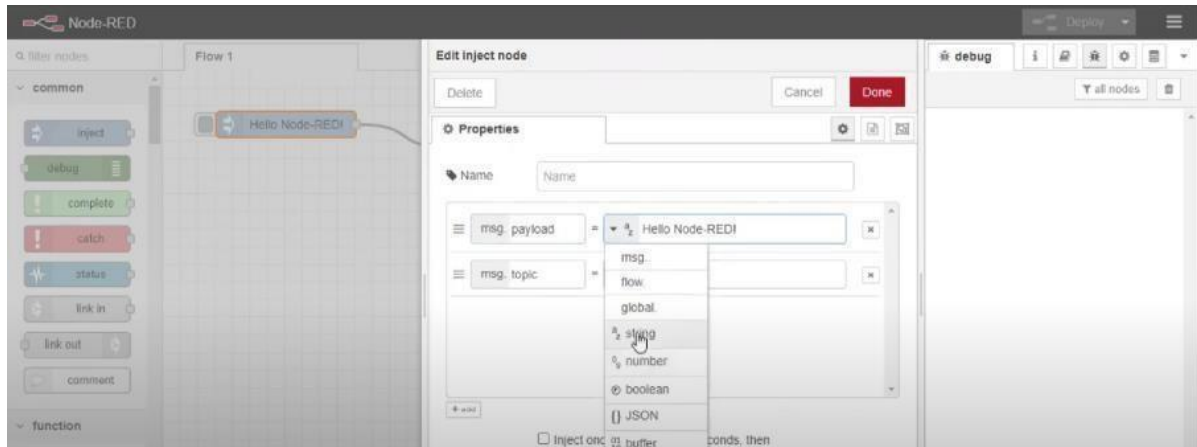 Node-RED
Deploy
filter nodes
common
inject
debug
complete
catch
status
link in
link out
comment
function
Flow 1
Hello Node-RED!
Edit inject node
Delete
Cancel
Done
Properties
Name
Name
msg. payload
=
Hello Node-RED!
msg. topic
=
msg.
flow.
global.
string
number
boolean
{} JSON
buffer
+ add
Inject onc
conds, then
debug
i
all nodes